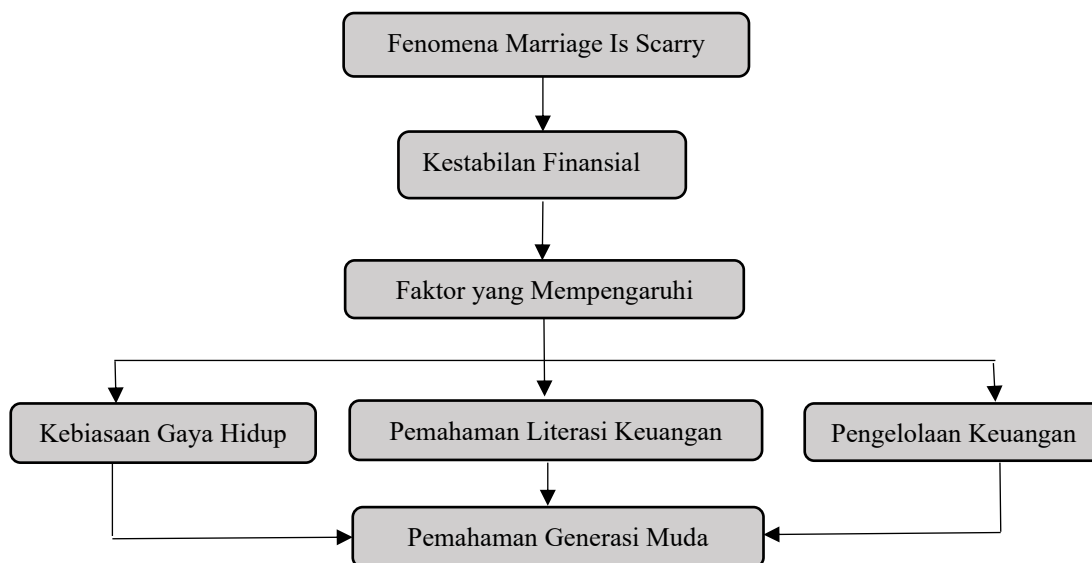 Fenomena Marriage Is Scarry
Kestabilan Finansial
Faktor yang Mempengaruhi
Kebiasaan Gaya Hidup
Pemahaman Literasi Keuangan
Pengelolaan Keuangan
Pemahaman Generasi Muda